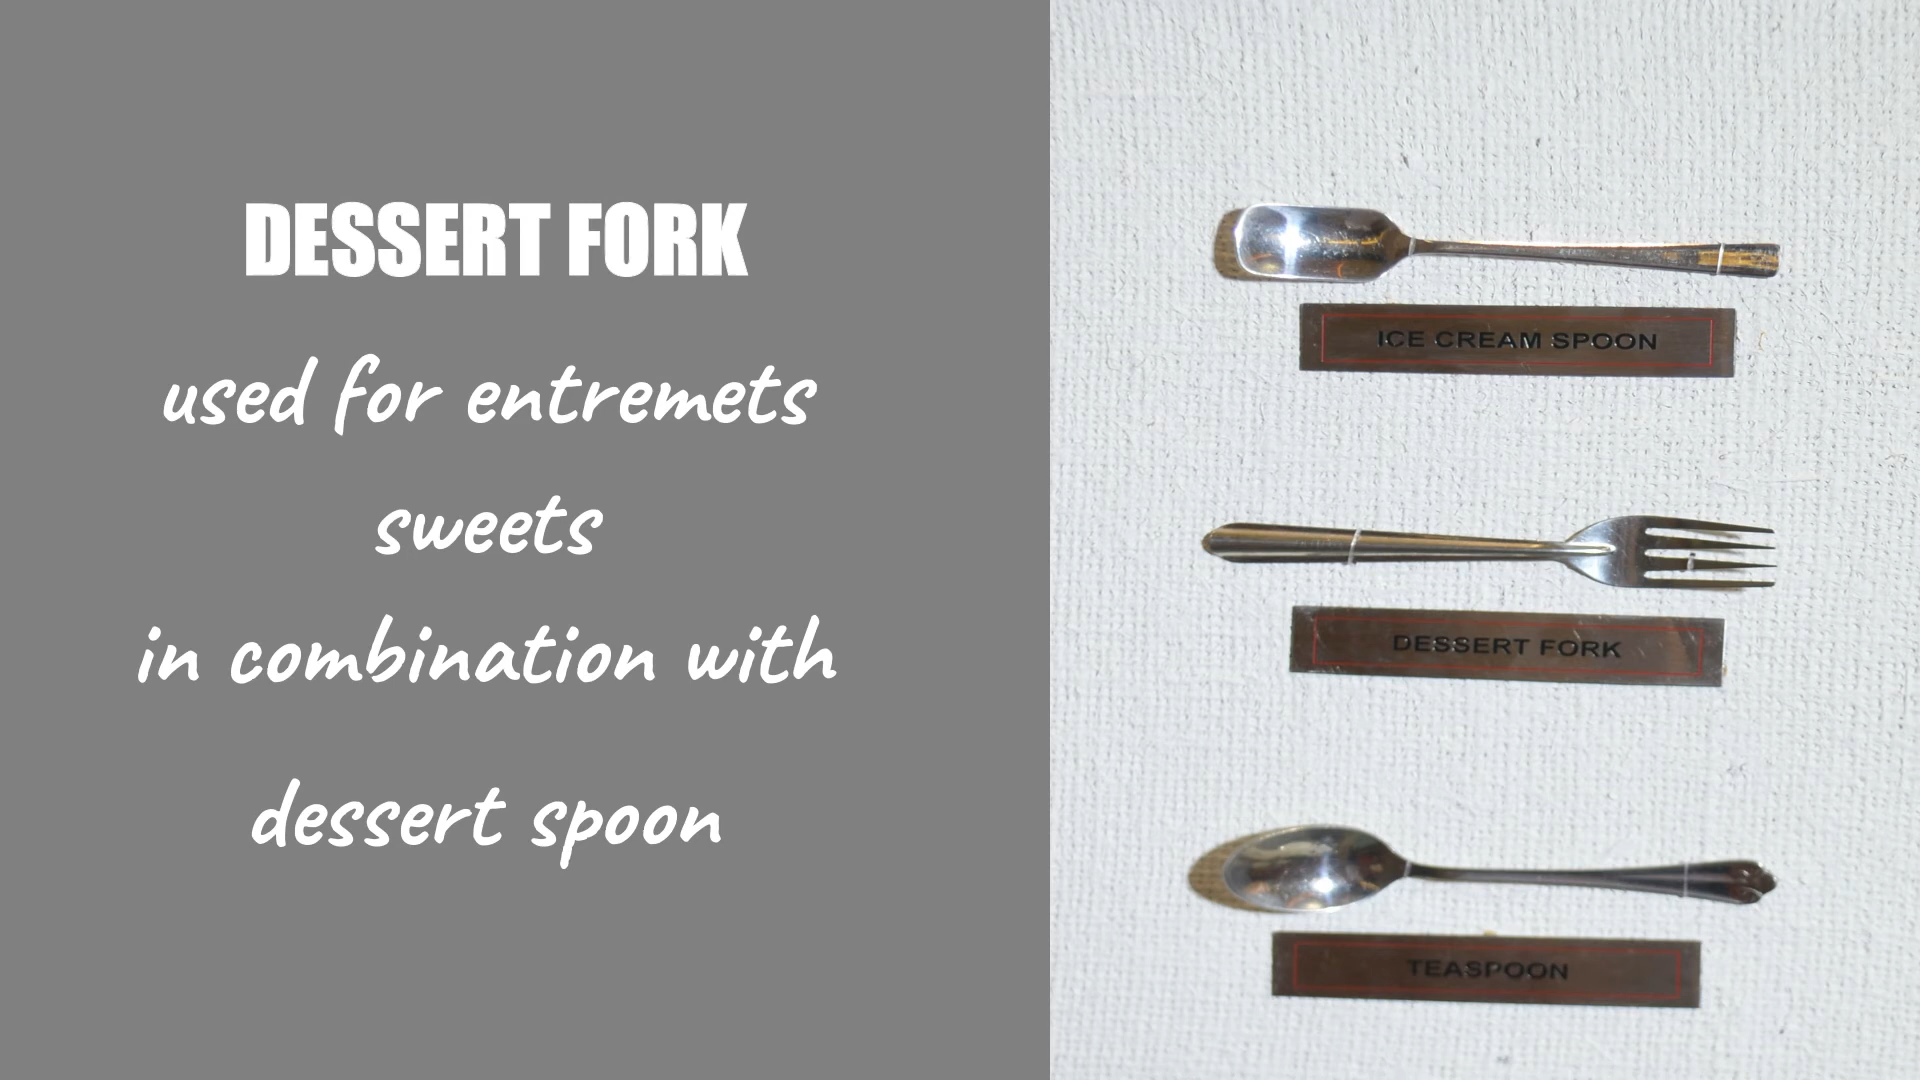 DESSERT FORK
used for entremets
sweets
in combination with
dessert spoon
ICE CREAM SPOON
DESSERT FORK
TEASPOON